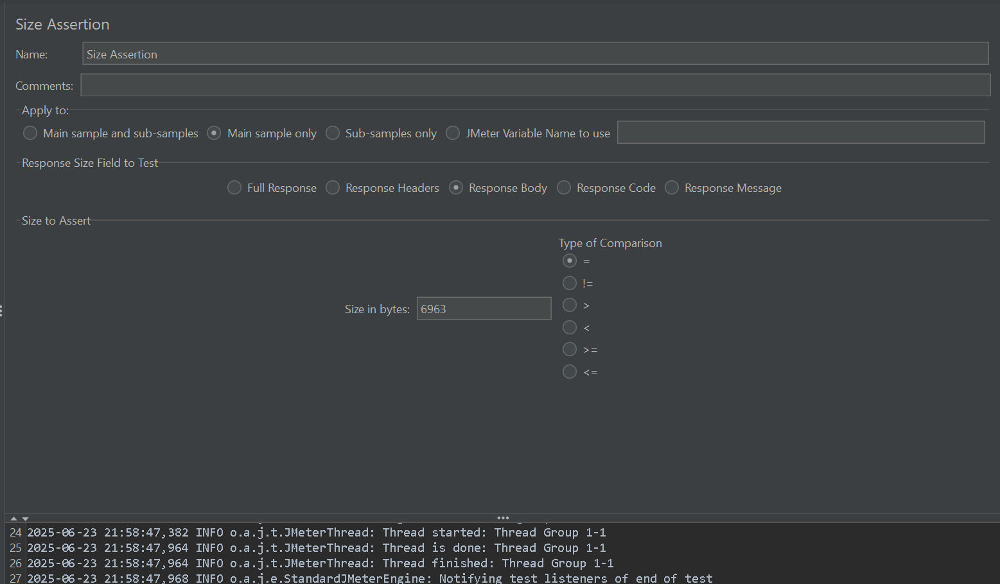 Size Assertion
Name: Size Assertion
Comments:
Apply to:
Main sample and sub-samples Main sample only Sub-samples only JMeter Variable Name to use
Response Size Field to Test
Full Response Response Headers Response Body Response Code Response Message
Size to Assert
Type of Comparison
=
!=
Size in bytes: 6963 >
<
>=
<=
24 2025-06-23 21:58:47,382 INFO o.a.j.t.JMeterThread: Thread started: Thread Group 1-1
25 2025-06-23 21:58:47,964 INFO o.a.j.t.JMeterThread: Thread is done: Thread Group 1-1
26 2025-06-23 21:58:47,964 INFO o.a.j.t.JMeterThread: Thread finished: Thread Group 1-1
27 2025-06-23 21:58:47,968 INFO o.a.j.e.StandardJMeterEngine: Notifying test listeners of end of test